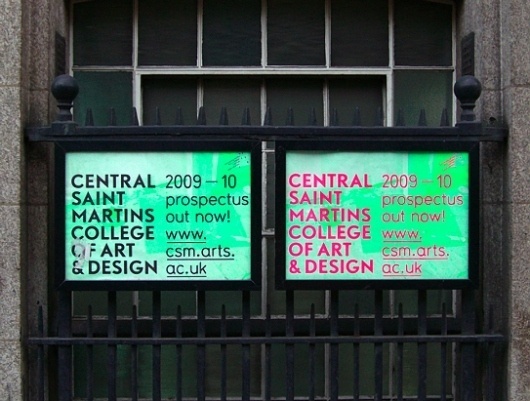 CENTRAL
SAINT
MARTINS
COLLEGE
OF ART
& DESIGN
2009 – 10
prospectus
out now!
www.
csm.arts.
ac.uk
CENTRAL
SAINT
MARTINS
COLLEGE
OF ART
& DESIGN
2009 – 10
prospectus
out now!
www.
csm.arts.
ac.uk